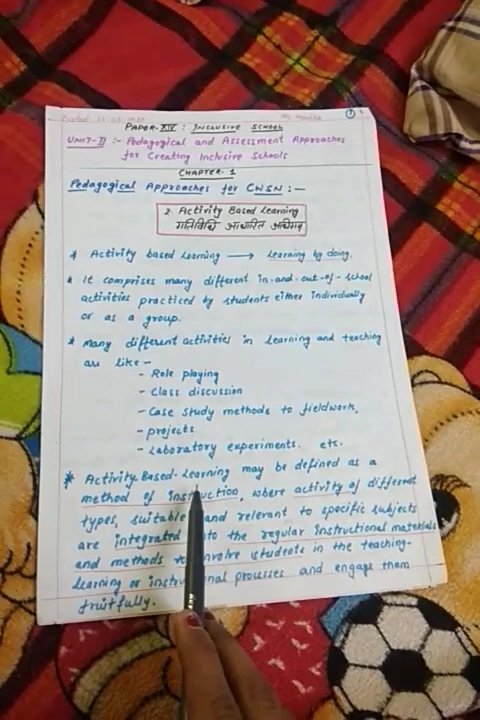 PAPER-XIV : INCLUSIVE SCHOOL
UNIT-II :- Pedagogical and Assessment Approaches
for Creating Inclusive Schools
CHAPTER-1
Pedagogical Approaches for CWSN :-
2. Activity Based Learning
गतिविधि आधारित अधिगम
* Activity based Learning → Learning by doing.
* It comprises many different in-and-out-of-school
activities practiced by students either individually
or as a group.
* Many different activities in learning and teaching
are like -
- Role playing
- Class discussion
- Case study methods to fieldwork,
- projects
- Laboratory experiments. etc.
* Activity-Based-Learning may be defined as a
method of instruction, where activity of different
types, suitable and relevant to specific subjects
are integrated into the regular instructional materials
and methods to involve students in the teaching-
learning or instructional processes and engage them
fruitfully.